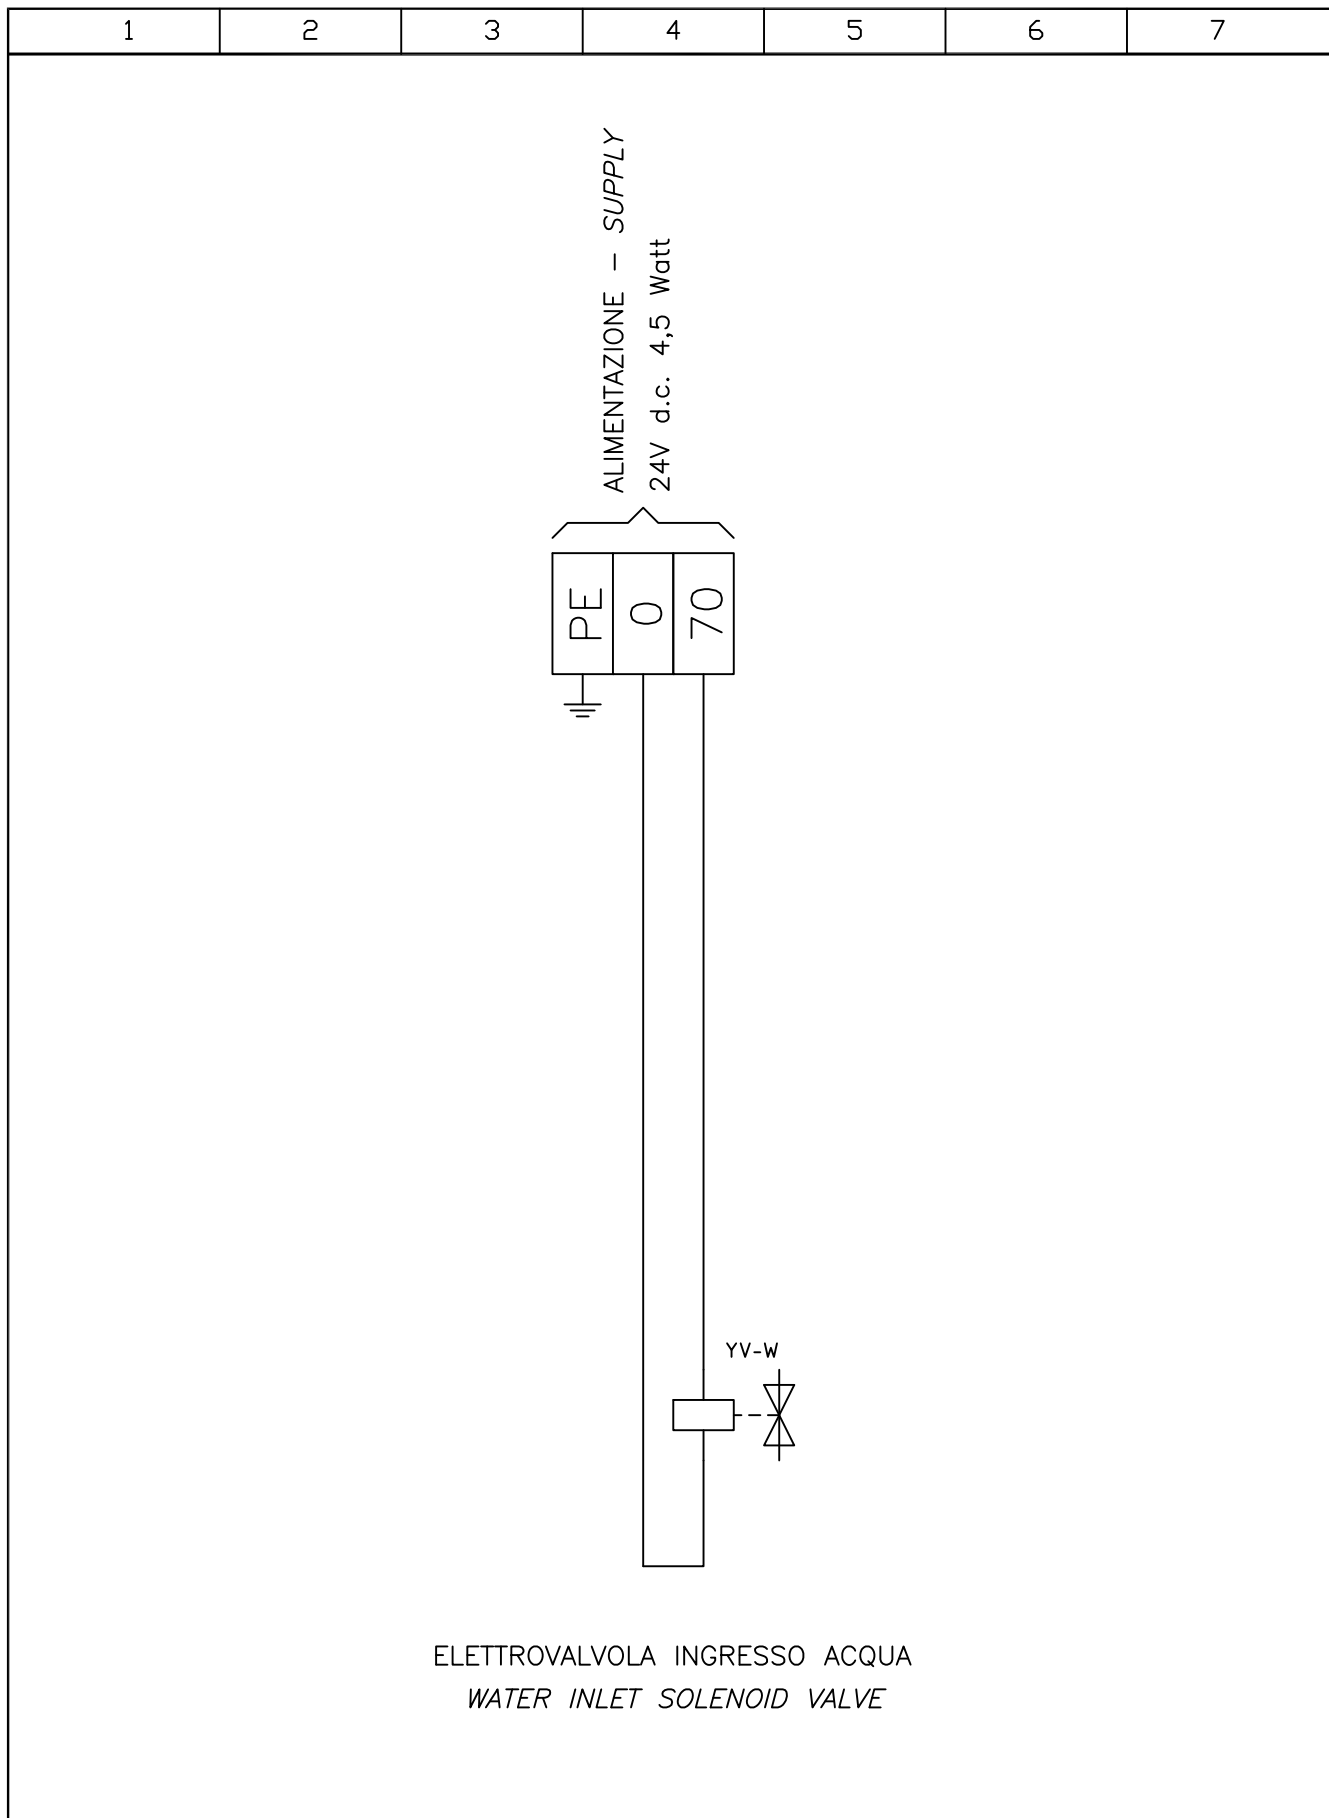 1 2 3 4 5 6 7
ALIMENTAZIONE - SUPPLY
24V d.c. 4,5 Watt
PE 0 70
YV-W
ELETTROVALVOLA INGRESSO ACQUA
WATER INLET SOLENOID VALVE